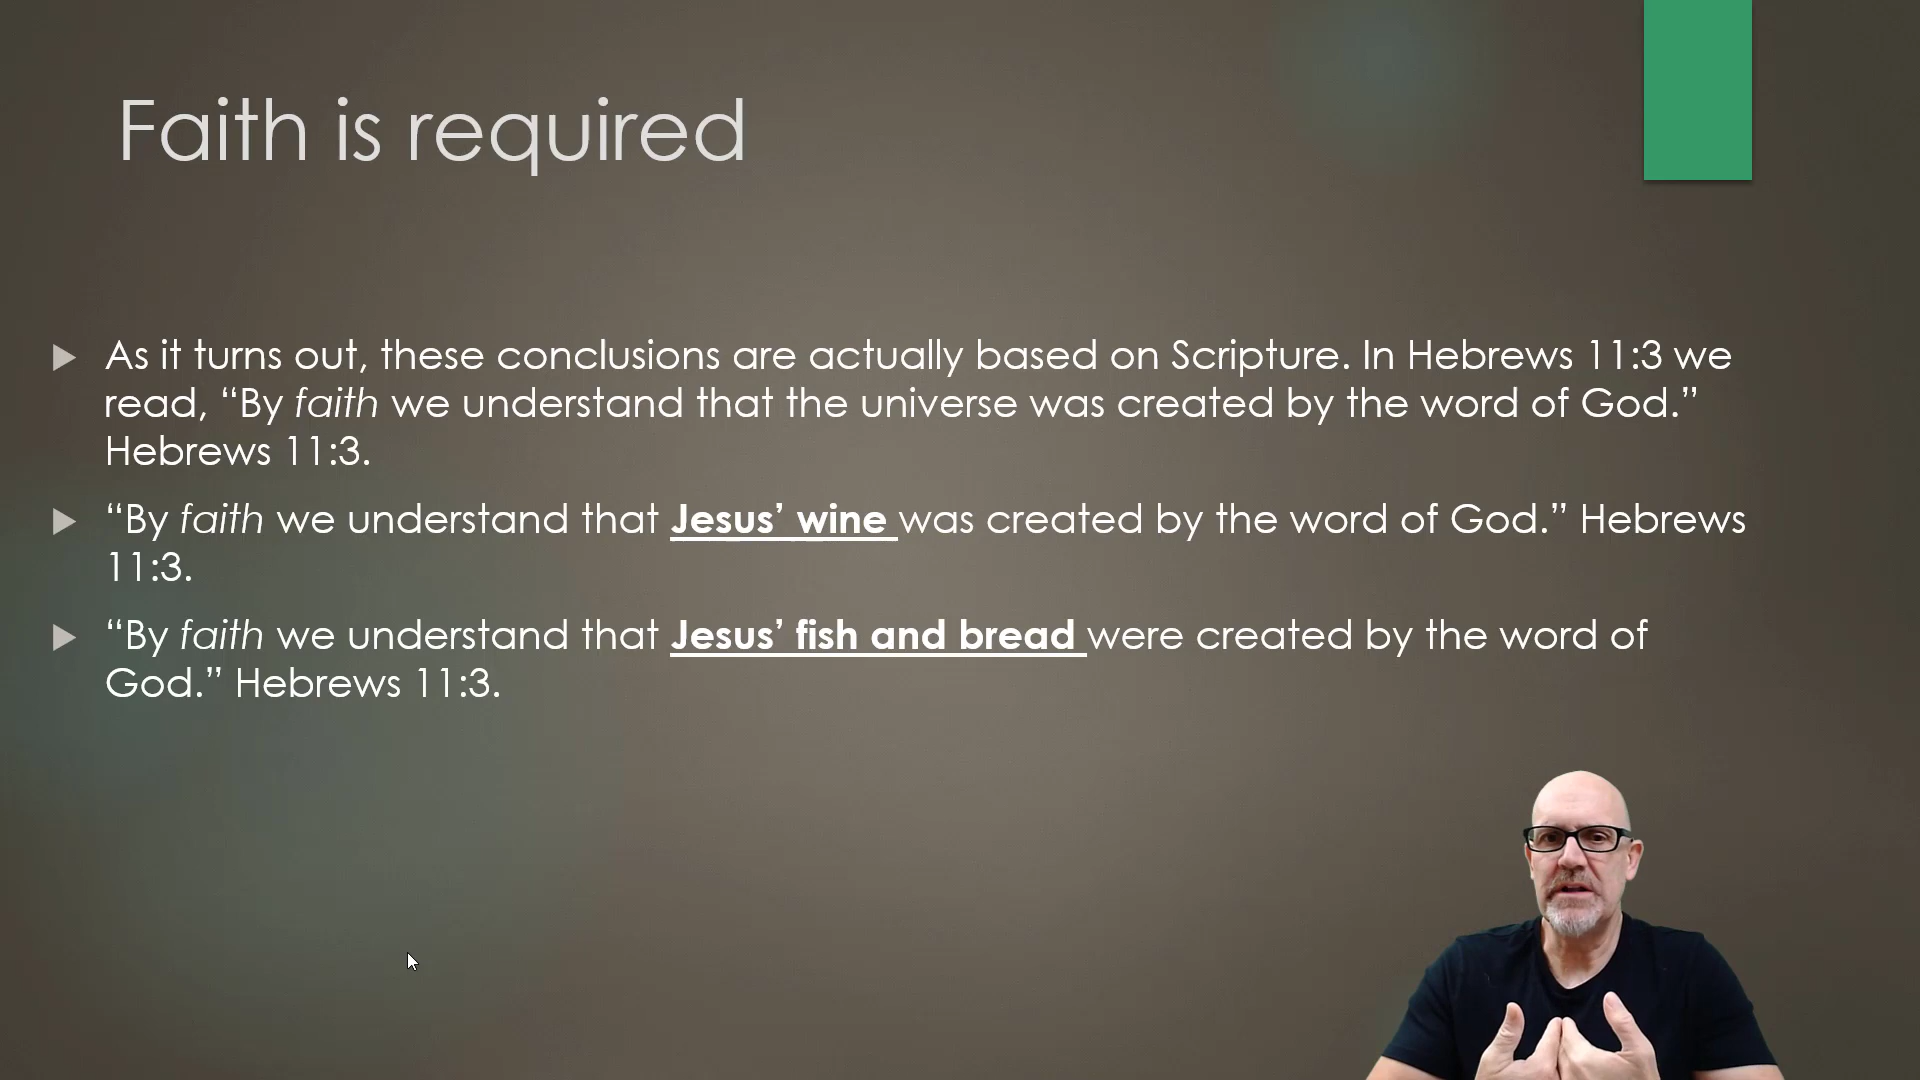 Faith is required
As it turns out, these conclusions are actually based on Scripture. In Hebrews 11:3 we
read, “By faith we understand that the universe was created by the word of God.”
Hebrews 11:3.
“By faith we understand that Jesus’ wine was created by the word of God.” Hebrews
11:3.
“By faith we understand that Jesus’ fish and bread were created by the word of
God.” Hebrews 11:3.